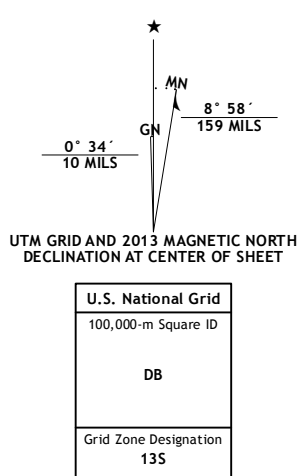 ★
MN
GN
8° 58´
159 MILS
0° 34´
10 MILS
UTM GRID AND 2013 MAGNETIC NORTH
DECLINATION AT CENTER OF SHEET
U.S. National Grid
100,000-m Square ID
DB
Grid Zone Designation
13S